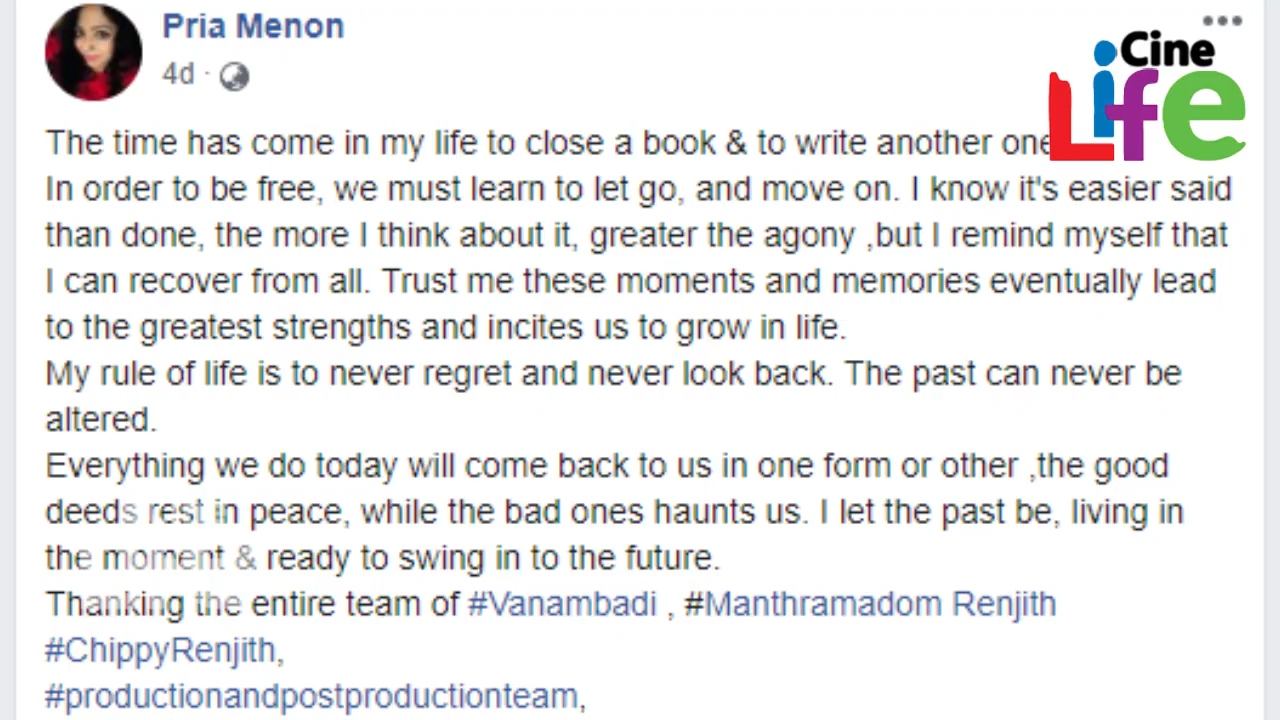 Pria Menon
4d ·
Cine
Life
The time has come in my life to close a book & to write another one
In order to be free, we must learn to let go, and move on. I know it's easier said
than done, the more I think about it, greater the agony ,but I remind myself that
I can recover from all. Trust me these moments and memories eventually lead
to the greatest strengths and incites us to grow in life.
My rule of life is to never regret and never look back. The past can never be
altered.
Everything we do today will come back to us in one form or other ,the good
deeds rest in peace, while the bad ones haunts us. I let the past be, living in
the moment & ready to swing in to the future.
Thanking the entire team of #Vanambadi , #Manthramadom Renjith
#ChippyRenjith,
#productionandpostproductionteam,